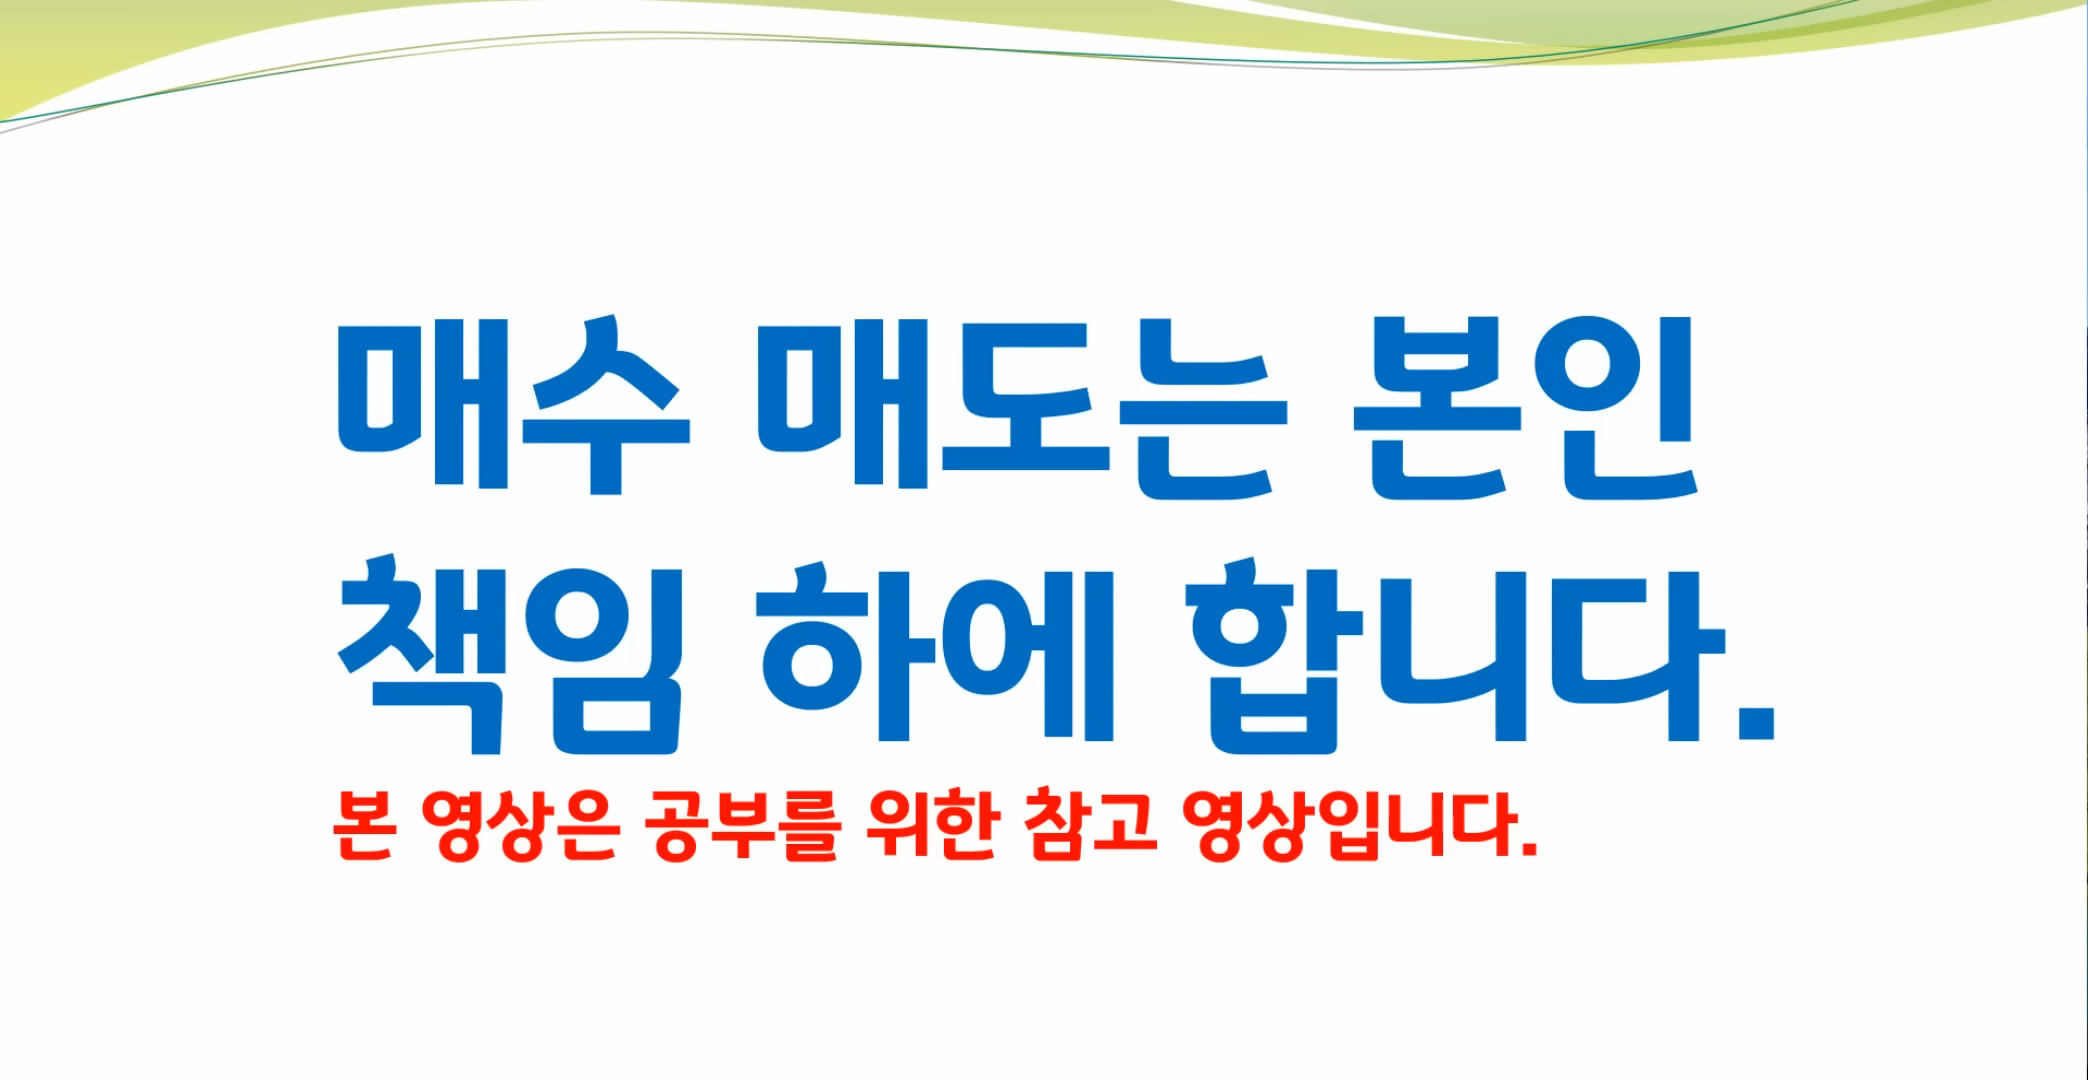 매수 매도는 본인
책임 하에 합니다.
본 영상은 공부를 위한 참고 영상입니다.